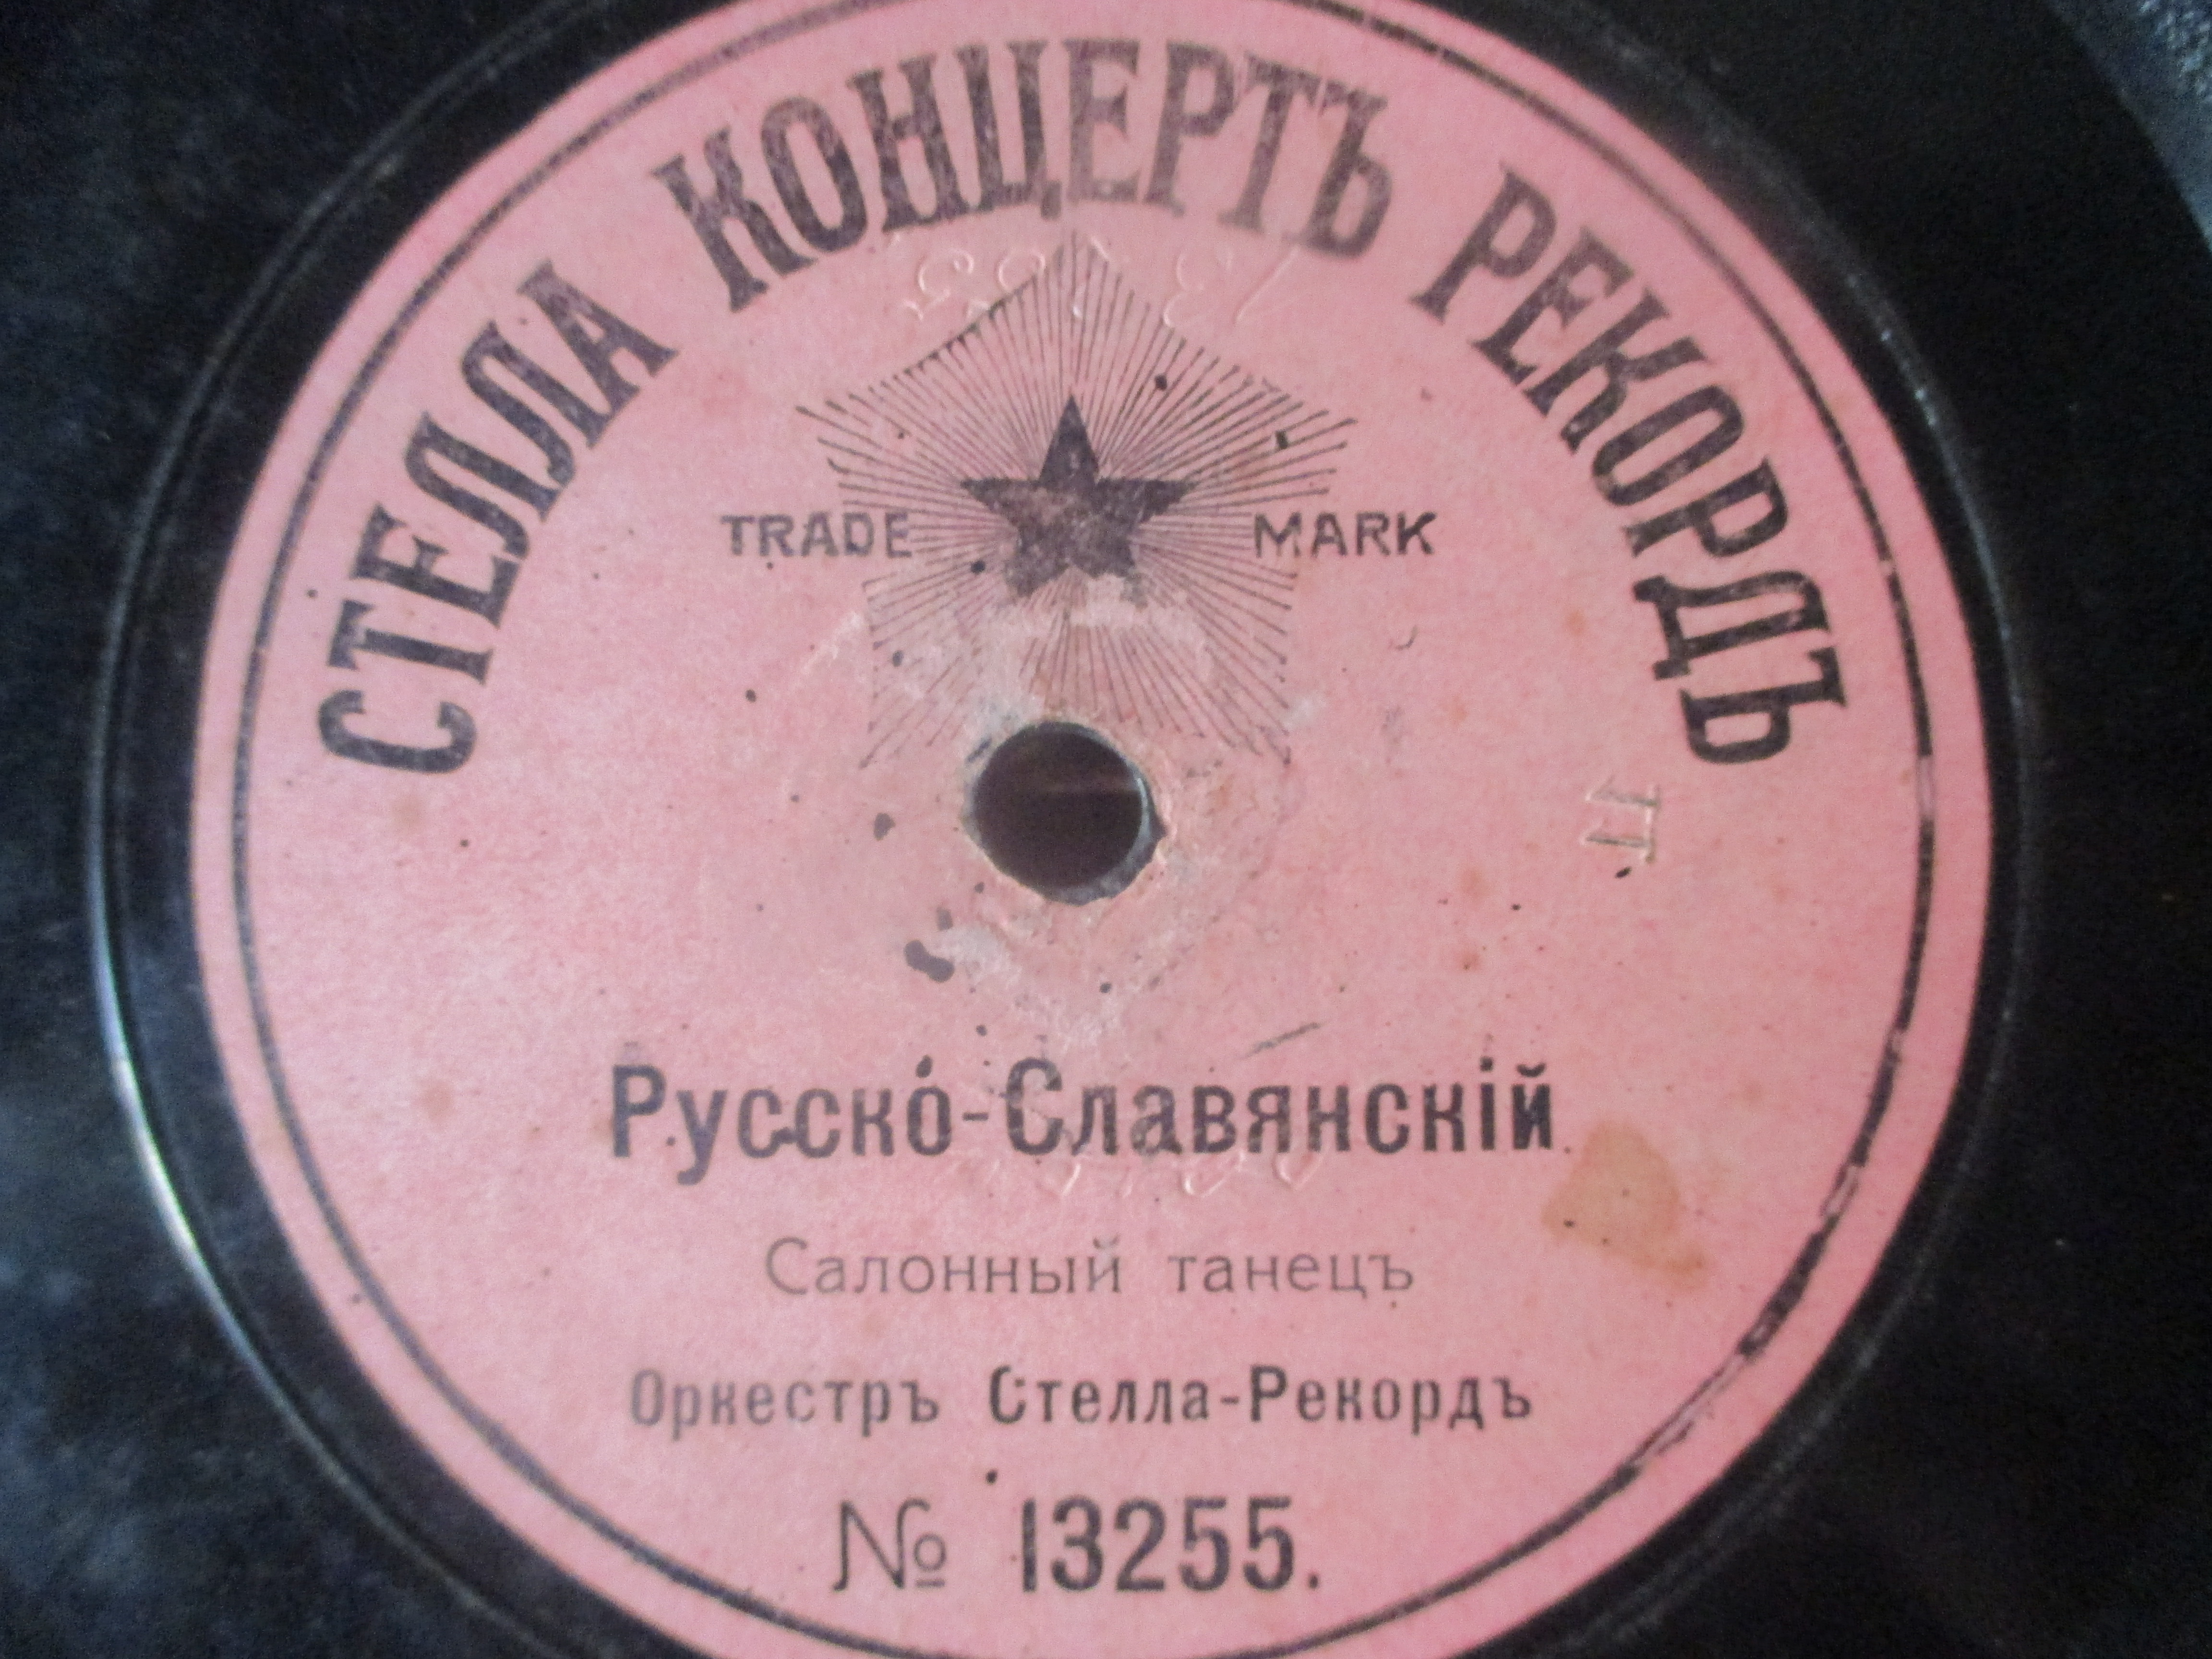 СТЕЛЛА КОНЦЕРТЪ РЕКОРДЪ
TRADE MARK
Русско-Славянскій
Салонный танецъ
Оркестръ Стелла-Рекордъ
№ 13255.